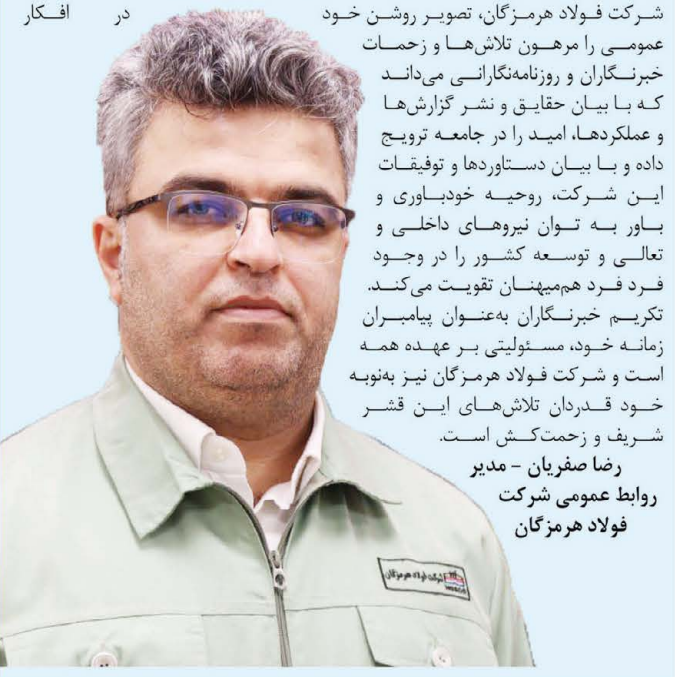 شرکت فولاد هرمزگان، تصویر روشن خود در افکار
عمومی را مرهون تلاش‌ها و زحمات
خبرنگاران و روزنامه‌نگارانی می‌داند
که با بیان حقایق و نشر گزارش‌ها
و عملکردها، امید را در جامعه ترویج
داده و با بیان دستاوردها و توفیقات
این شرکت، روحیه خودباوری و
باور به توان نیروهای داخلی و
تعالی و توسعه کشور را در وجود
فرد فرد هم‌میهنان تقویت می‌کند.
تکریم خبرنگاران به‌عنوان پیامبران
زمانه خود، مسئولیتی بر عهده همه
است و شرکت فولاد هرمزگان نیز به‌نوبه
خود قدردان تلاش‌های این قشر
شریف و زحمت‌کش است.
رضا صفریان - مدیر
روابط عمومی شرکت
فولاد هرمزگان
شرکت فولاد هرمزگان